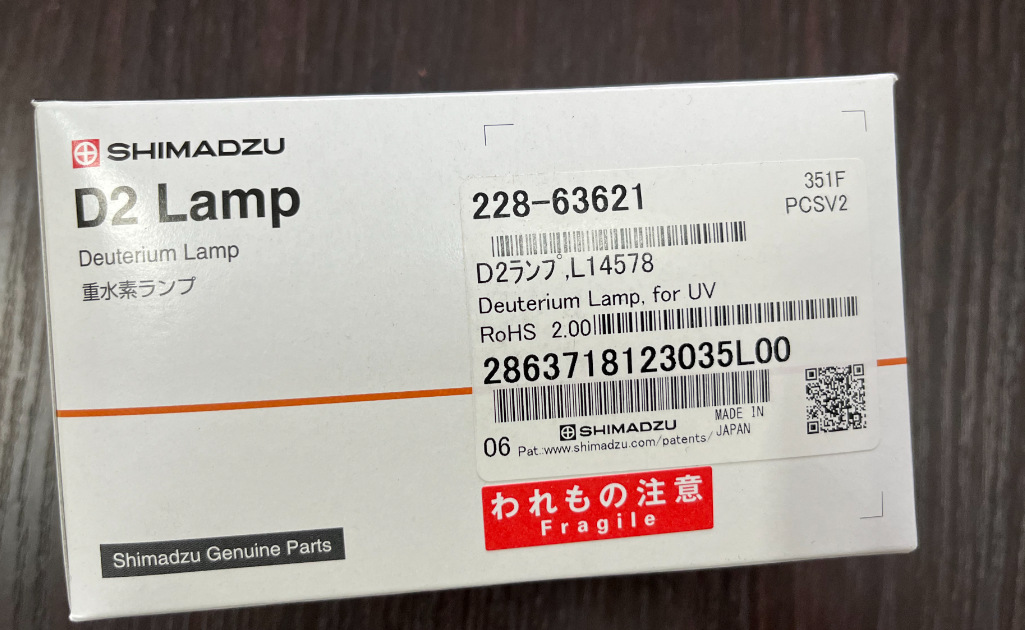 SHIMADZU
D2 Lamp
Deuterium Lamp
重水素ランプ
Shimadzu Genuine Parts
351F
228-63621
PCSV2
D2ランプ,L14578
Deuterium Lamp, for UV
RoHS 2.00
2863718123035L00
SHIMADZU
MADE IN
JAPAN
06 Pat.:www.shimadzu.com/patents/
われもの注意
Fragile